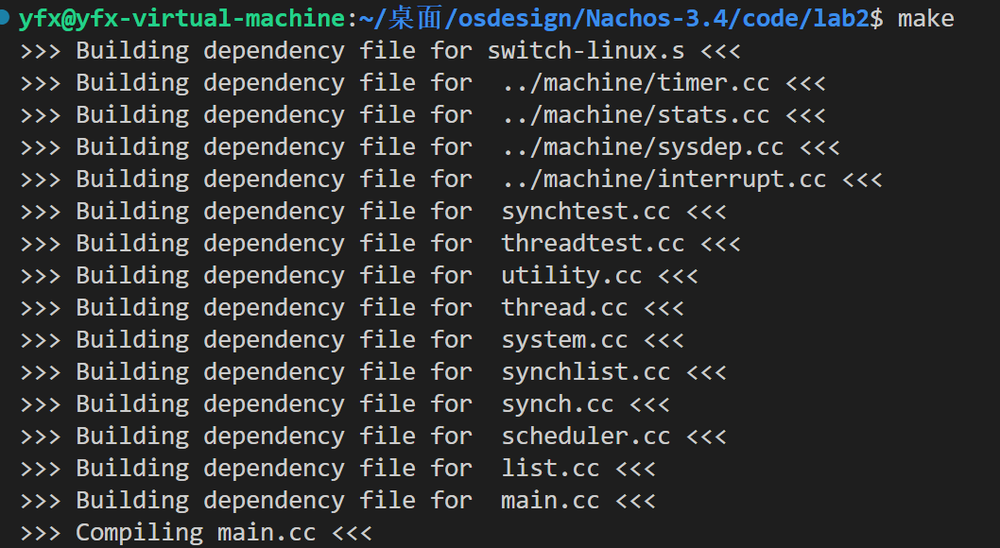 yfx@yfx-virtual-machine:~/桌面/osdesign/Nachos-3.4/code/lab2$ make
>>> Building dependency file for switch-linux.s <<<
>>> Building dependency file for  ../machine/timer.cc <<<
>>> Building dependency file for  ../machine/stats.cc <<<
>>> Building dependency file for  ../machine/sysdep.cc <<<
>>> Building dependency file for  ../machine/interrupt.cc <<<
>>> Building dependency file for  synchtest.cc <<<
>>> Building dependency file for  threadtest.cc <<<
>>> Building dependency file for  utility.cc <<<
>>> Building dependency file for  thread.cc <<<
>>> Building dependency file for  system.cc <<<
>>> Building dependency file for  synchlist.cc <<<
>>> Building dependency file for  synch.cc <<<
>>> Building dependency file for  scheduler.cc <<<
>>> Building dependency file for  list.cc <<<
>>> Building dependency file for  main.cc <<<
>>> Compiling main.cc <<<